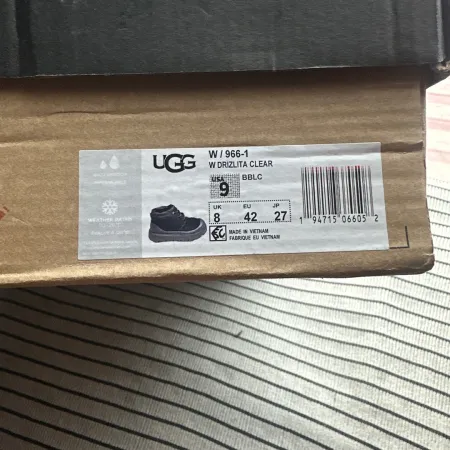 UGG
W / 966-1
W DRIZLITA CLEAR
USA
9
BBLC
UK EU JP
8 42 27
MADE IN VIETNAM
FABRIQUE EU VIETNAM
1 94715 06605 2